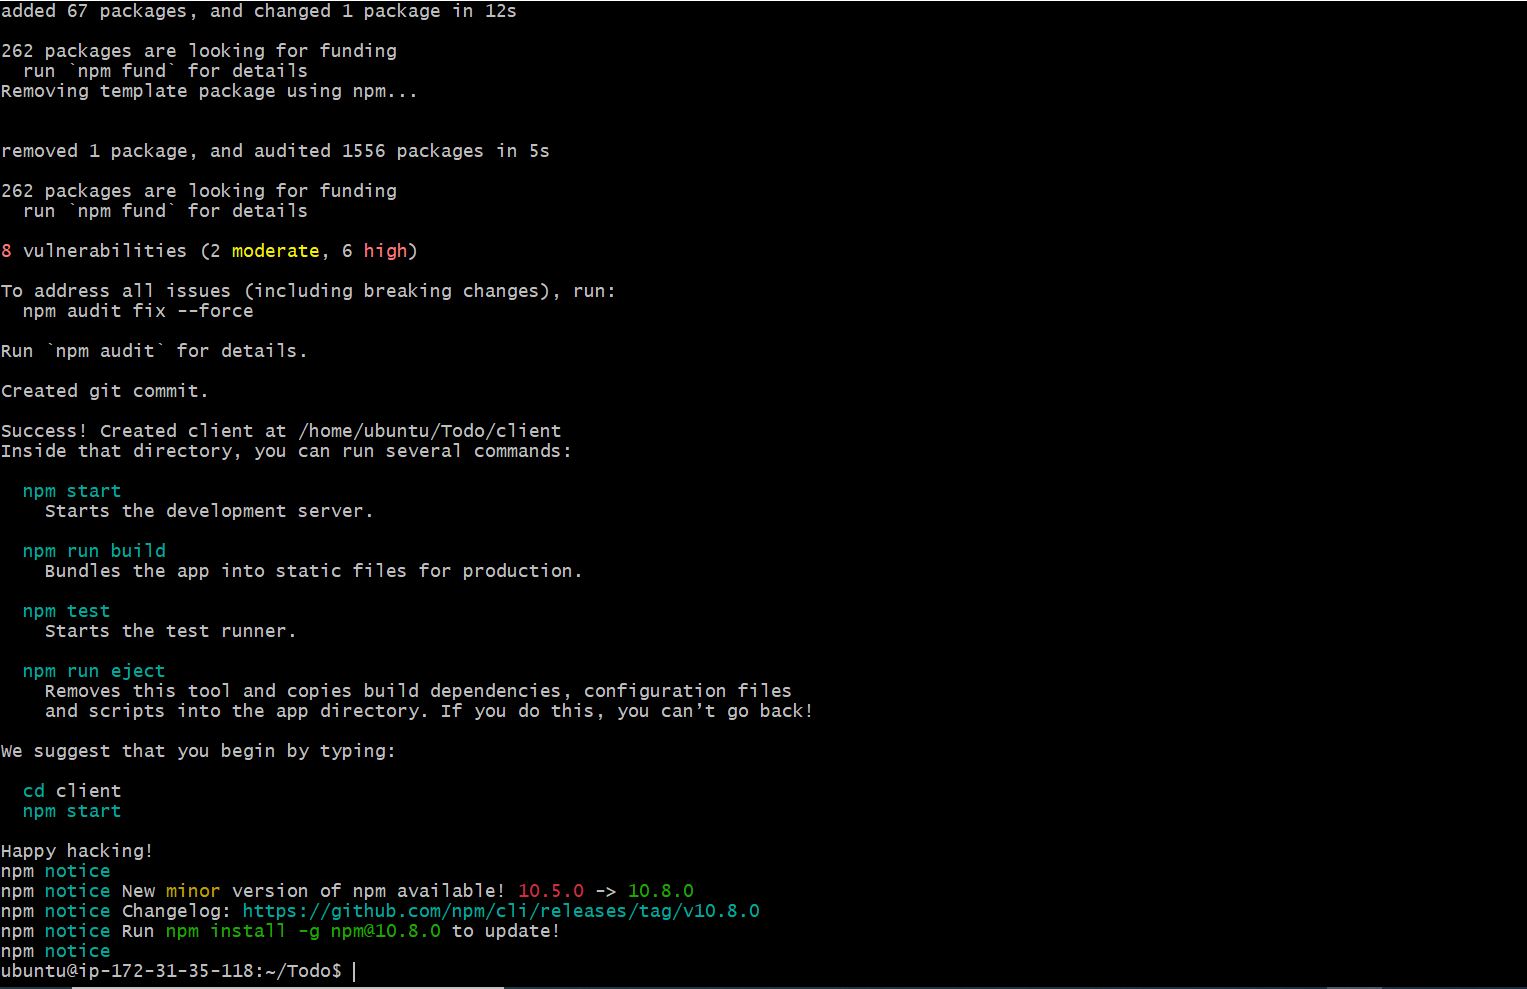 added 67 packages, and changed 1 package in 12s
262 packages are looking for funding
  run `npm fund` for details
Removing template package using npm...
removed 1 package, and audited 1556 packages in 5s
262 packages are looking for funding
  run `npm fund` for details
8 vulnerabilities (2 moderate, 6 high)
To address all issues (including breaking changes), run:
  npm audit fix --force
Run `npm audit` for details.
Created git commit.
Success! Created client at /home/ubuntu/Todo/client
Inside that directory, you can run several commands:
  npm start
    Starts the development server.
  npm run build
    Bundles the app into static files for production.
  npm test
    Starts the test runner.
  npm run eject
    Removes this tool and copies build dependencies, configuration files
    and scripts into the app directory. If you do this, you can’t go back!
We suggest that you begin by typing:
  cd client
  npm start
Happy hacking!
npm notice
npm notice New minor version of npm available! 10.5.0 -> 10.8.0
npm notice Changelog: https://github.com/npm/cli/releases/tag/v10.8.0
npm notice Run npm install -g npm@10.8.0 to update!
npm notice
ubuntu@ip-172-31-35-118:~/Todo$